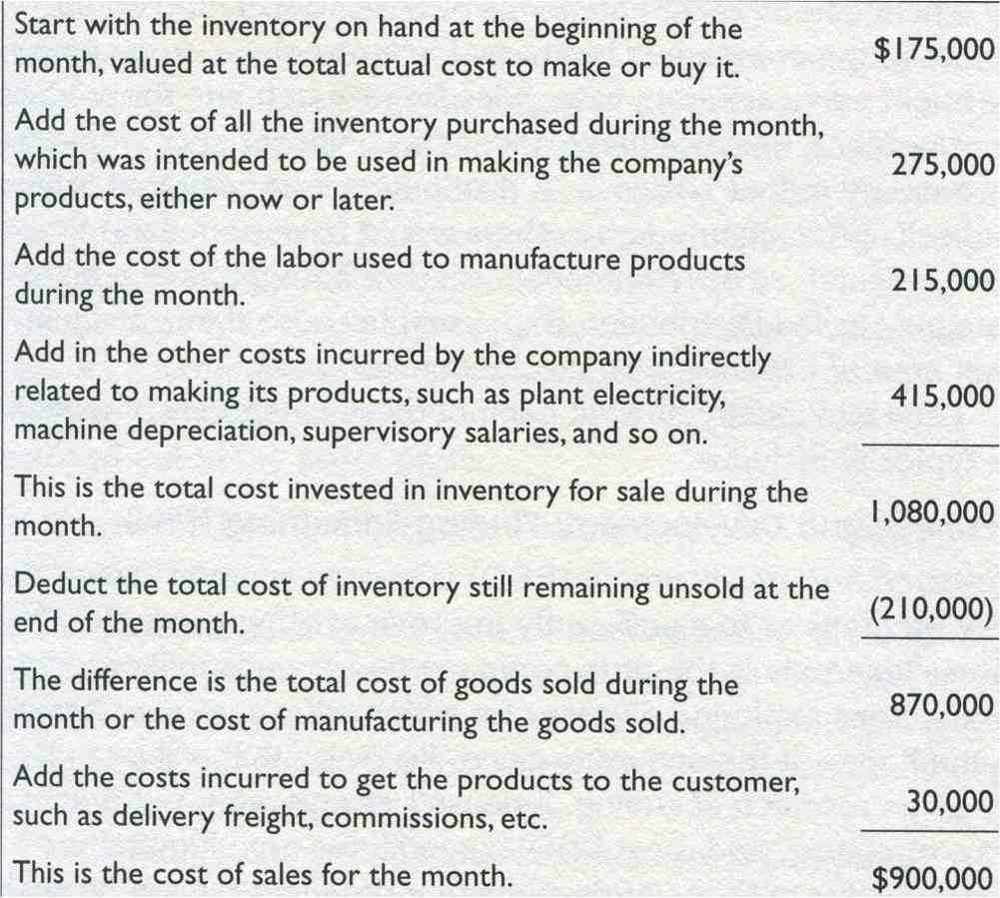 Start with the inventory on hand at the beginning of the
month, valued at the total actual cost to make or buy it. $175,000
Add the cost of all the inventory purchased during the month,
which was intended to be used in making the company's 275,000
products, either now or later.
Add the cost of the labor used to manufacture products
during the month. 215,000
Add in the other costs incurred by the company indirectly
related to making its products, such as plant electricity, 415,000
machine depreciation, supervisory salaries, and so on.
This is the total cost invested in inventory for sale during the
month. 1,080,000
Deduct the total cost of inventory still remaining unsold at the
end of the month. (210,000)
The difference is the total cost of goods sold during the
month or the cost of manufacturing the goods sold. 870,000
Add the costs incurred to get the products to the customer,
such as delivery freight, commissions, etc. 30,000
This is the cost of sales for the month. $900,000